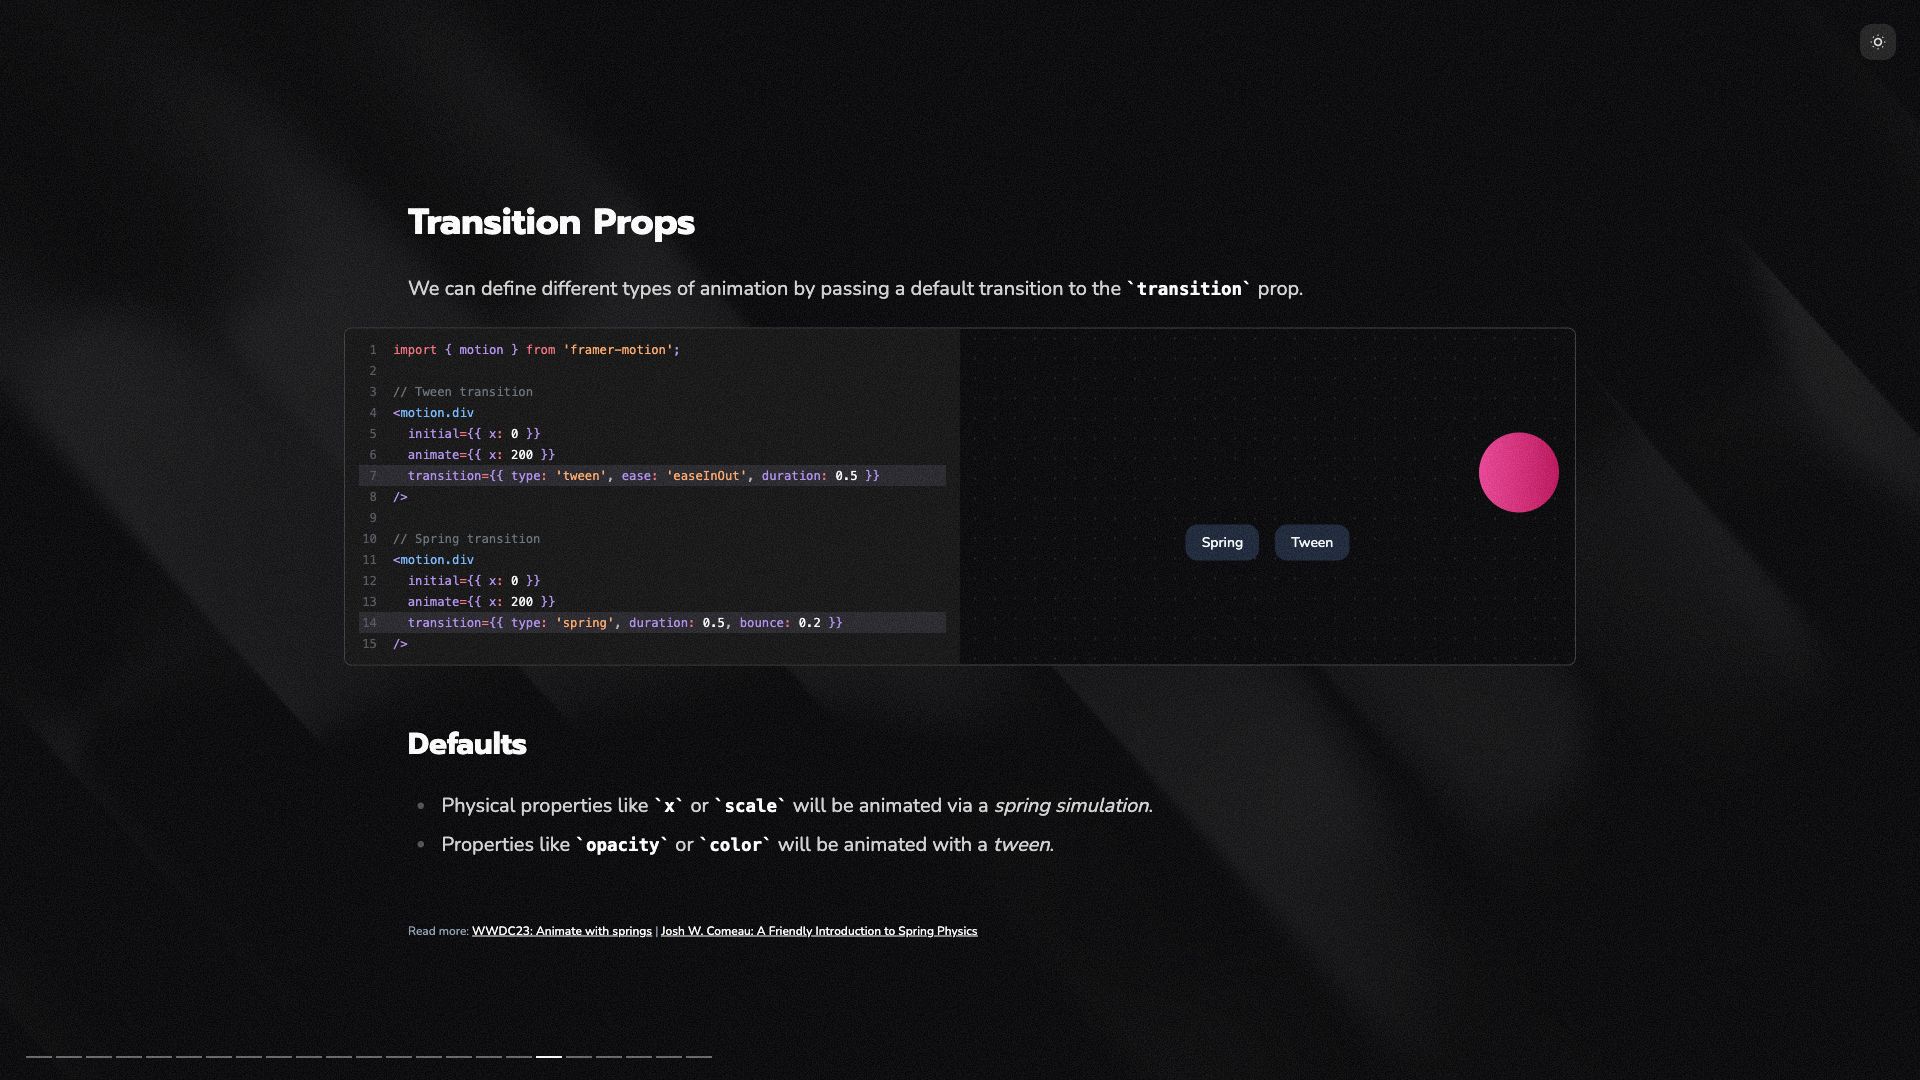 Transition Props
We can define different types of animation by passing a default transition to the `transition` prop.
1 import { motion } from 'framer-motion';
2
3 // Tween transition
4 <motion.div
5   initial={{ x: 0 }}
6   animate={{ x: 200 }}
7   transition={{ type: 'tween', ease: 'easeInOut', duration: 0.5 }}
8 />
9
10 // Spring transition
11 <motion.div
12   initial={{ x: 0 }}
13   animate={{ x: 200 }}
14   transition={{ type: 'spring', duration: 0.5, bounce: 0.2 }}
15 />
Spring Tween
Defaults
• Physical properties like `x` or `scale` will be animated via a spring simulation.
• Properties like `opacity` or `color` will be animated with a tween.
Read more: WWDC23: Animate with springs | Josh W. Comeau: A Friendly Introduction to Spring Physics